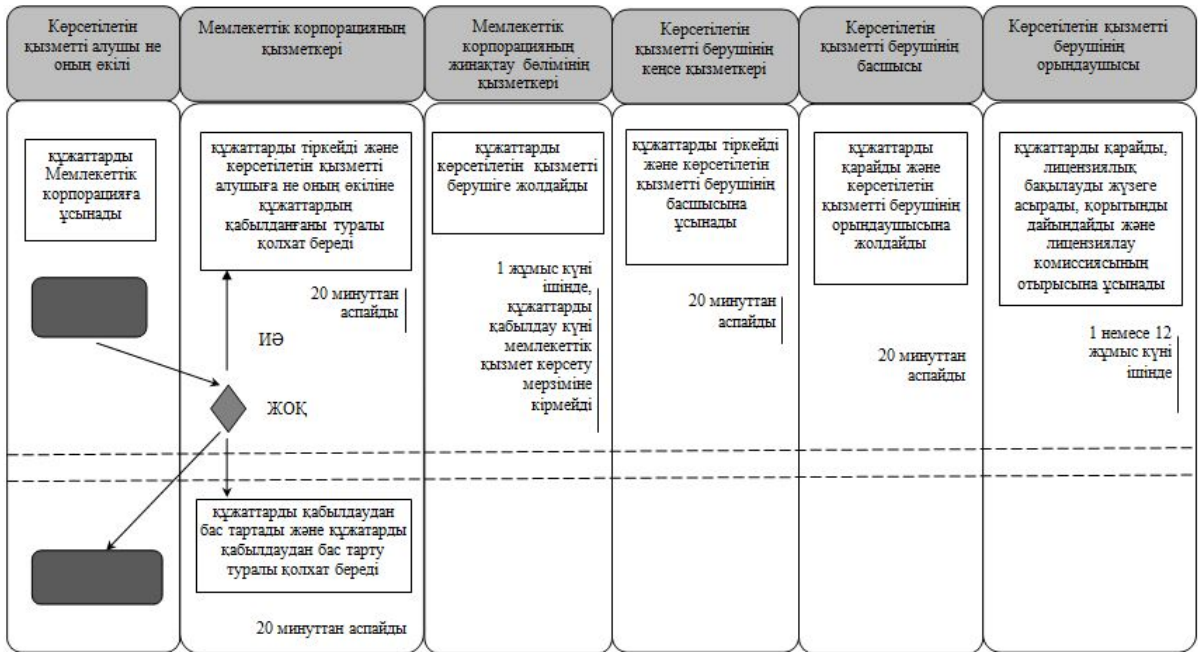 Көрсетілетін
қызметті алушы не
оның өкілі
Мемлекеттік корпорацияның
қызметкері
Мемлекеттік
корпорацияның
жинақтау бөлімінің
қызметкері
Көрсетілетін
қызметті берушінің
кеңсе қызметкері
Көрсетілетін
қызметті берушінің
басшысы
Көрсетілетін қызметті
берушінің
орындаушысы
құжаттарды
Мемлекеттік
корпорацияға
ұсынады
құжаттарды тіркейді және
көрсетілетін қызметті
алушыға не оның өкіліне
құжаттардың
қабылданғаны туралы
қолхат береді
20 минуттан
аспайды
ИӘ
ЖОҚ
құжаттарды қабылдаудан
бас тартады және құжатарды
қабылдаудан бас тарту
туралы қолхат береді
20 минуттан аспайды
құжаттарды
көрсетілетін қызметті
берушіге жолдайды
1 жұмыс күні
ішінде,
құжаттарды
қабылдау күні
мемлекеттік
қызмет көрсету
мерзіміне
кірмейді
құжаттарды тіркейді
және көрсетілетін
қызметті берушінің
басшысына
ұсынады
20 минуттан
аспайды
құжаттарды
қарайды және
көрсетілетін
қызметті берушінің
орындаушысына
жолдайды
20 минуттан
аспайды
құжаттарды қарайды,
лицензиялық
бақылауды жүзеге
асырады, қорытынды
дайындайды және
лицензиялау
комиссиясының
отырысына ұсынады
1 немесе 12
жұмыс күні
ішінде